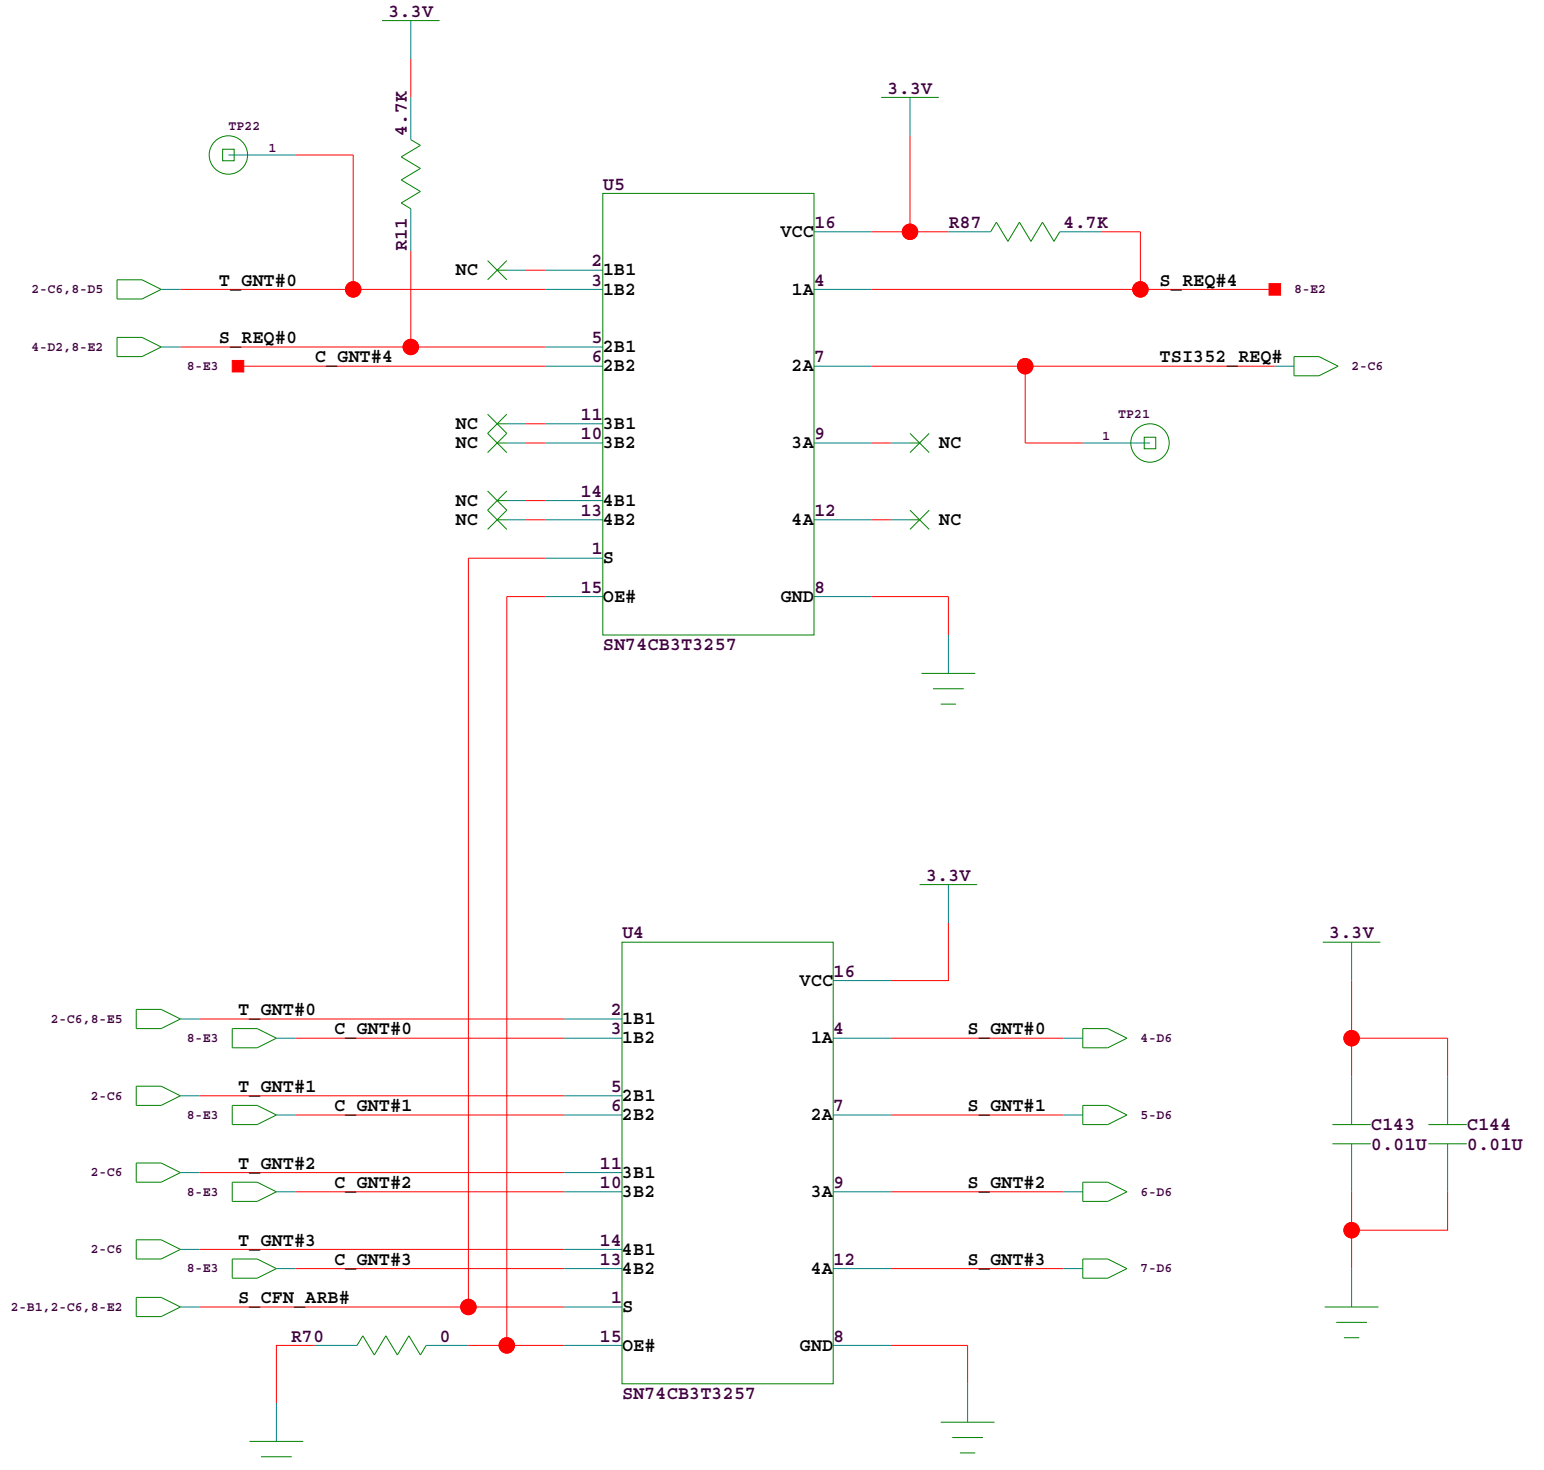 3.3V
4.7K
R11
TP22
1
3.3V
U5
VCC
16
R87
4.7K
NC
2
1B1
2-C6,8-D5
T_GNT#0
3
1B2
1A
4
S_REQ#4
8-E2
4-D2,8-E2
S_REQ#0
5
2B1
8-E3
C_GNT#4
6
2B2
2A
7
TSI352_REQ#
2-C6
TP21
1
NC
11
3B1
NC
10
3B2
3A
9
NC
NC
14
4B1
NC
13
4B2
4A
12
NC
1
S
15
OE#
GND
8
SN74CB3T3257
3.3V
U4
VCC
16
3.3V
2-C6,8-E5
T_GNT#0
2
1B1
8-E3
C_GNT#0
3
1B2
1A
4
S_GNT#0
4-D6
2-C6
T_GNT#1
5
2B1
8-E3
C_GNT#1
6
2B2
2A
7
S_GNT#1
5-D6
C143
0.01U
C144
0.01U
2-C6
T_GNT#2
11
3B1
8-E3
C_GNT#2
10
3B2
3A
9
S_GNT#2
6-D6
2-C6
T_GNT#3
14
4B1
8-E3
C_GNT#3
13
4B2
4A
12
S_GNT#3
7-D6
2-B1,2-C6,8-E2
S_CFN_ARB#
1
S
R70
0
15
OE#
GND
8
SN74CB3T3257